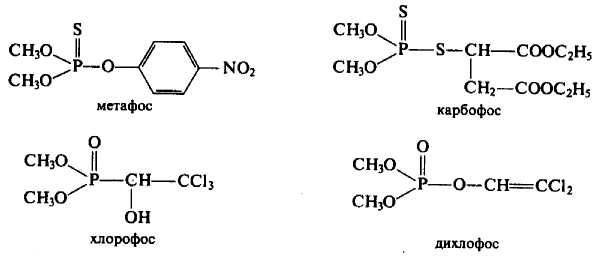 S
CH₃O
CH₃O
P—O
NO₂
метафос
S
CH₃O
CH₃O
P—S—CH—COOC₂H₅
CH₂—COOC₂H₅
карбофос
O
CH₃O
CH₃O
P—CH—CCl₃
OH
хлорофос
O
CH₃O
CH₃O
P—O—CH=CCl₂
дихлофос